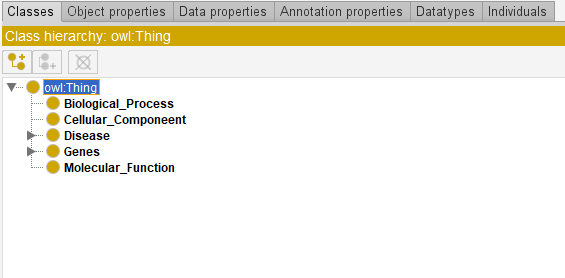 Classes Object properties Data properties Annotation properties Datatypes Individuals
Class hierarchy: owl:Thing
owl:Thing
Biological_Process
Cellular_Componeent
Disease
Genes
Molecular_Function